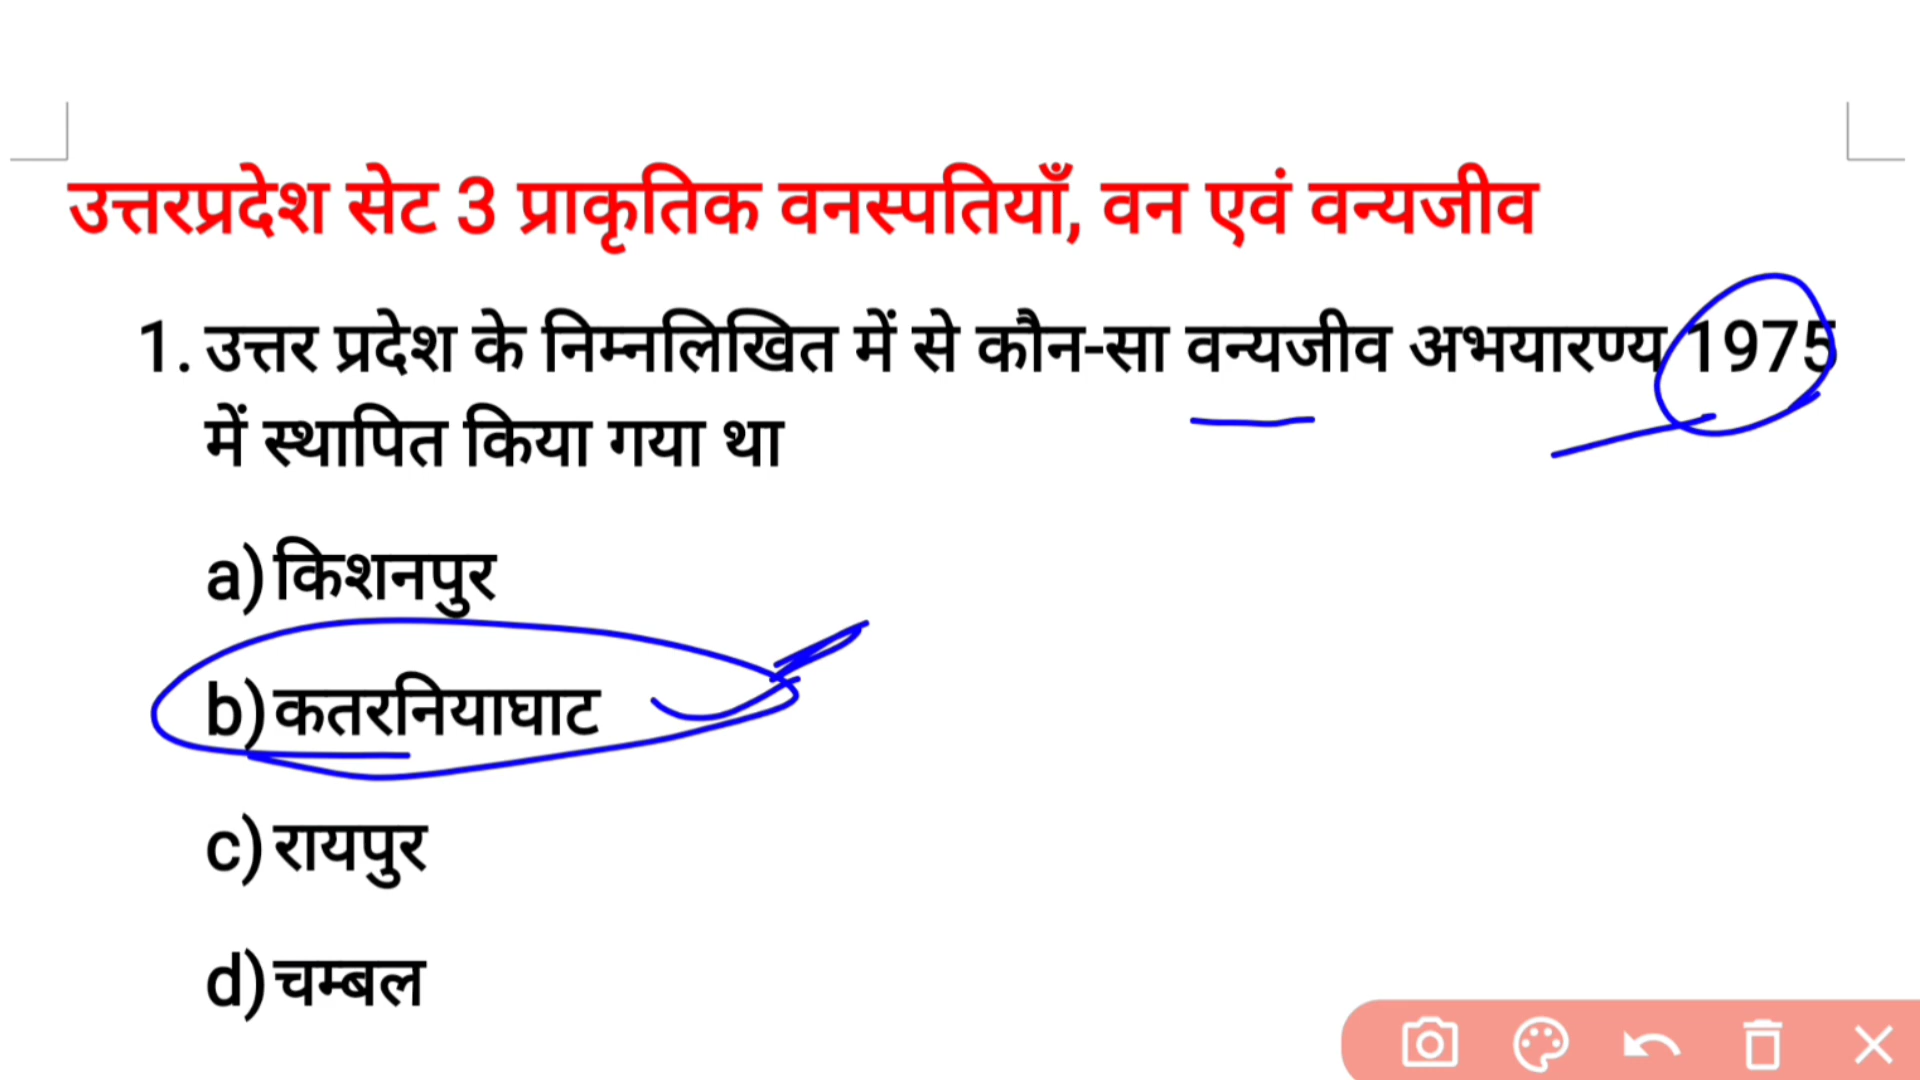 उत्तरप्रदेश सेट 3 प्राकृतिक वनस्पतियाँ, वन एवं वन्यजीव
1. उत्तर प्रदेश के निम्नलिखित में से कौन-सा वन्यजीव अभयारण्य 1975
में स्थापित किया गया था
a) किशनपुर
b) कतरनियाघाट
c) रायपुर
d) चम्बल